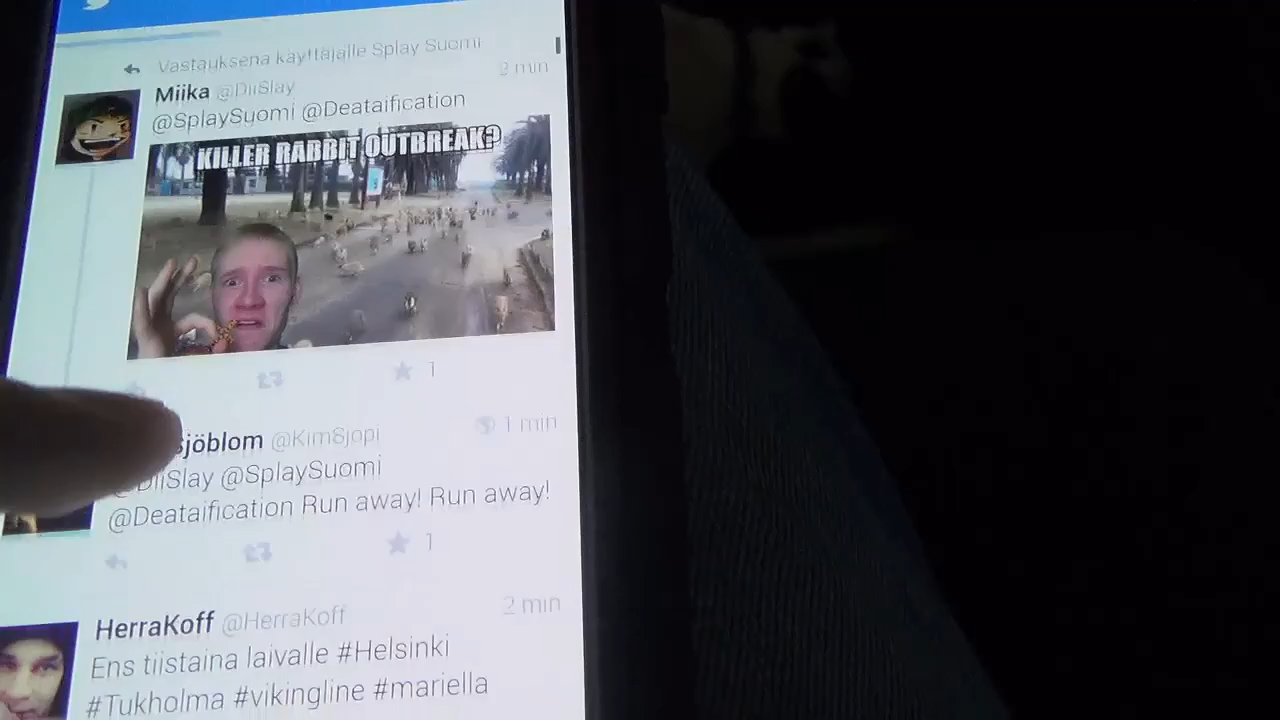 Vastauksena käyttäjälle Splay Suomi
Miika @DiiSlay 2 min
@SplaySuomi @Deataification
KILLER RABBIT OUTBREAK?
1
sjöblom @KimSjopi 1 min
@DiiSlay @SplaySuomi
@Deataification Run away! Run away!
1
HerraKoff @HerraKoff 2 min
Ens tiistaina laivalle #Helsinki
#Tukholma #vikingline #mariella